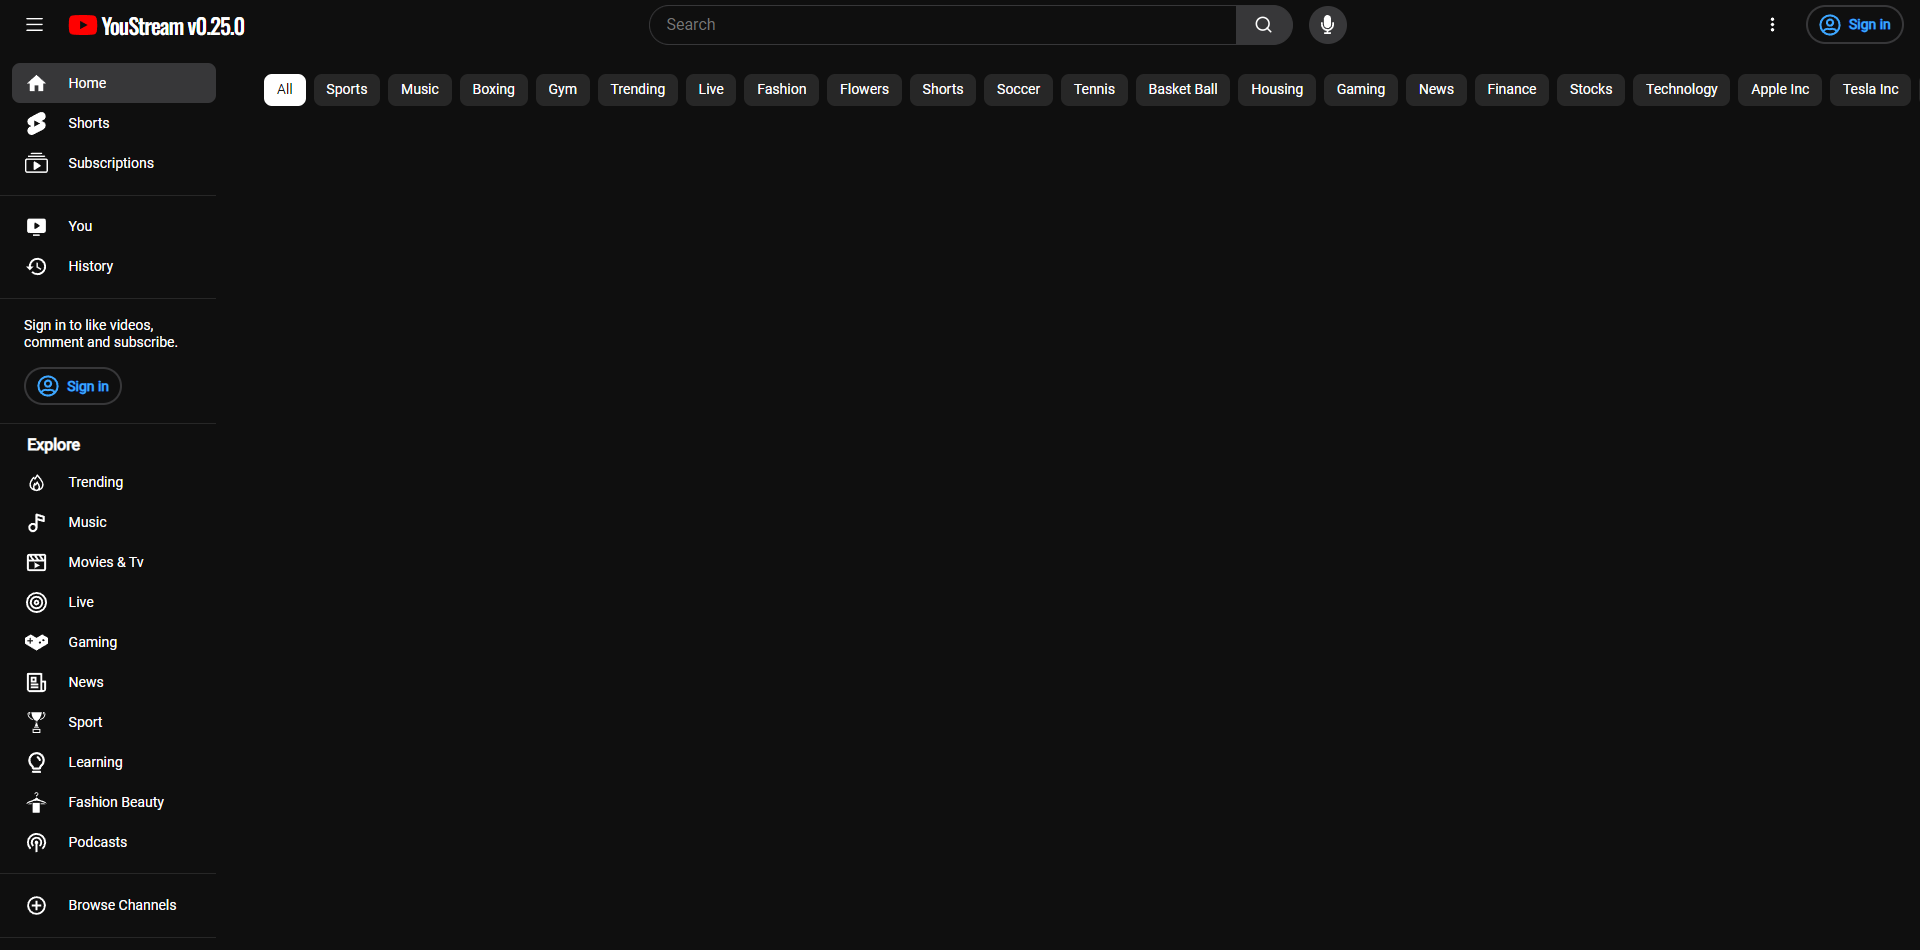 YouStream v0.25.0
Search
Sign in
Home
Shorts
Subscriptions
You
History
Sign in to like videos,
comment and subscribe.
Sign in
Explore
Trending
Music
Movies & Tv
Live
Gaming
News
Sport
Learning
Fashion Beauty
Podcasts
Browse Channels
All Sports Music Boxing Gym Trending Live Fashion Flowers Shorts Soccer Tennis Basket Ball Housing Gaming News Finance Stocks Technology Apple Inc Tesla Inc